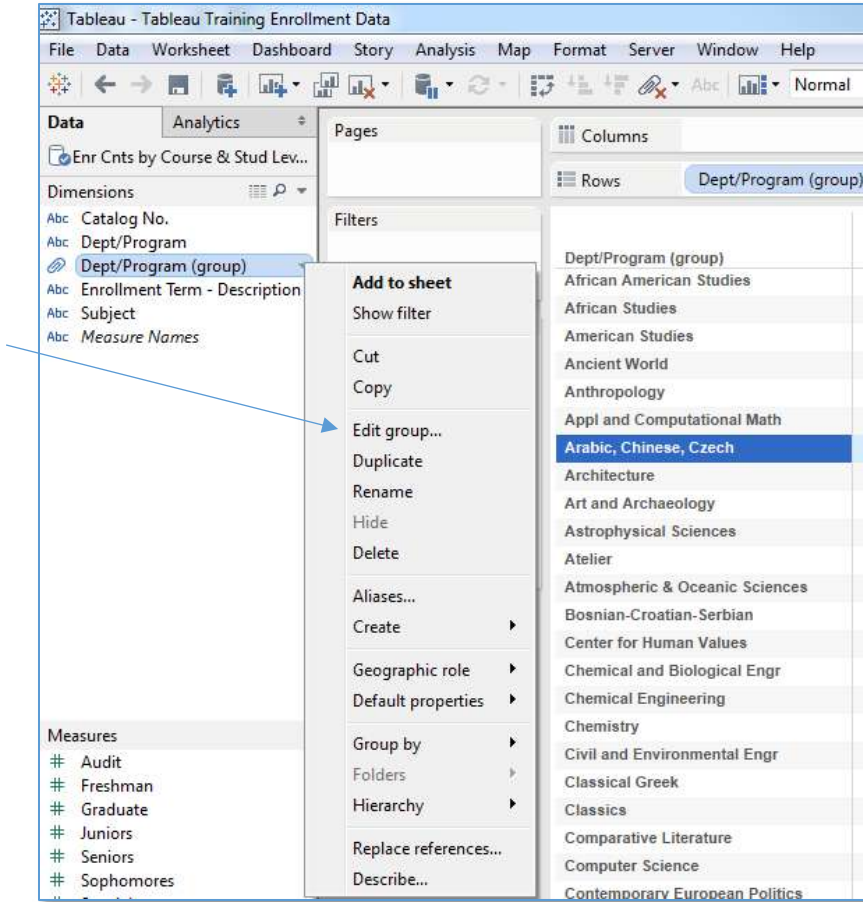 Tableau - Tableau Training Enrollment Data
File Data Worksheet Dashboard Story Analysis Map Format Server Window Help
Abc Normal
Data Analytics
Enr Cnts by Course & Stud Lev...
Dimensions
Abc Catalog No.
Abc Dept/Program
Dept/Program (group)
Abc Enrollment Term - Description
Abc Subject
Abc Measure Names
Measures
# Audit
# Freshman
# Graduate
# Juniors
# Seniors
# Sophomores
Pages
Filters
Add to sheet
Show filter
Cut
Copy
Edit group...
Duplicate
Rename
Hide
Delete
Aliases...
Create
Geographic role
Default properties
Group by
Folders
Hierarchy
Replace references...
Describe...
Columns
Rows Dept/Program (group)
Dept/Program (group)
African American Studies
African Studies
American Studies
Ancient World
Anthropology
Appl and Computational Math
Arabic, Chinese, Czech
Architecture
Art and Archaeology
Astrophysical Sciences
Atelier
Atmospheric & Oceanic Sciences
Bosnian-Croatian-Serbian
Center for Human Values
Chemical and Biological Engr
Chemical Engineering
Chemistry
Civil and Environmental Engr
Classical Greek
Classics
Comparative Literature
Computer Science
Contemporary European Politics